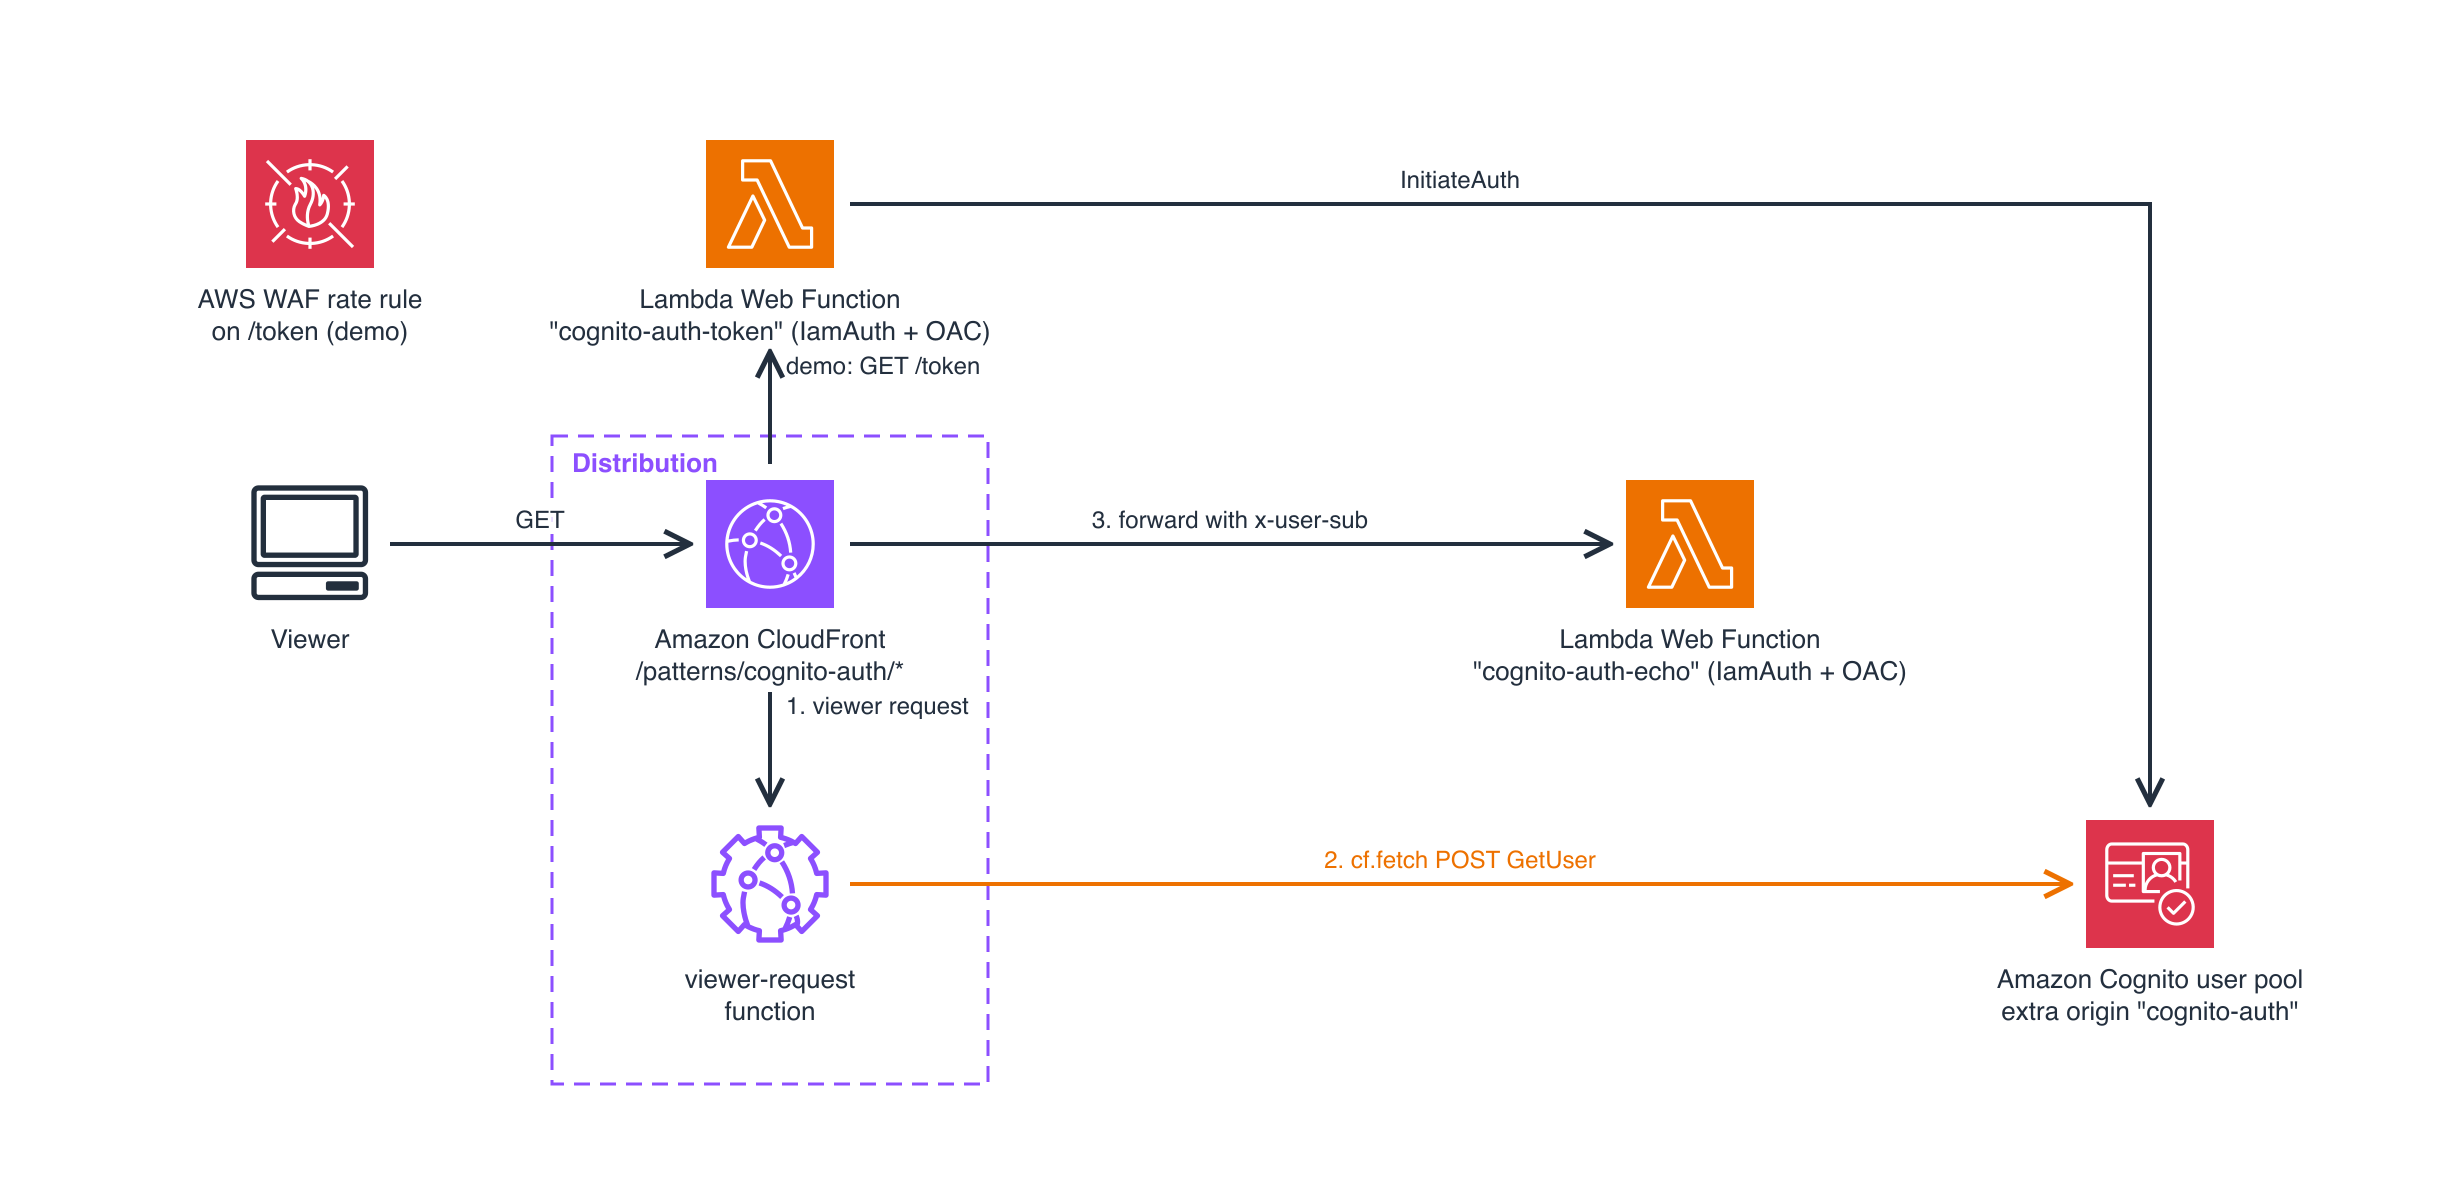 InitiateAuth
AWS WAF rate rule
on /token (demo)
Lambda Web Function
"cognito-auth-token" (IamAuth + OAC)
demo: GET /token
Distribution
GET
3. forward with x-user-sub
Viewer
Amazon CloudFront
/patterns/cognito-auth/*
Lambda Web Function
"cognito-auth-echo" (IamAuth + OAC)
1. viewer request
2. cf.fetch POST GetUser
viewer-request
function
Amazon Cognito user pool
extra origin "cognito-auth"